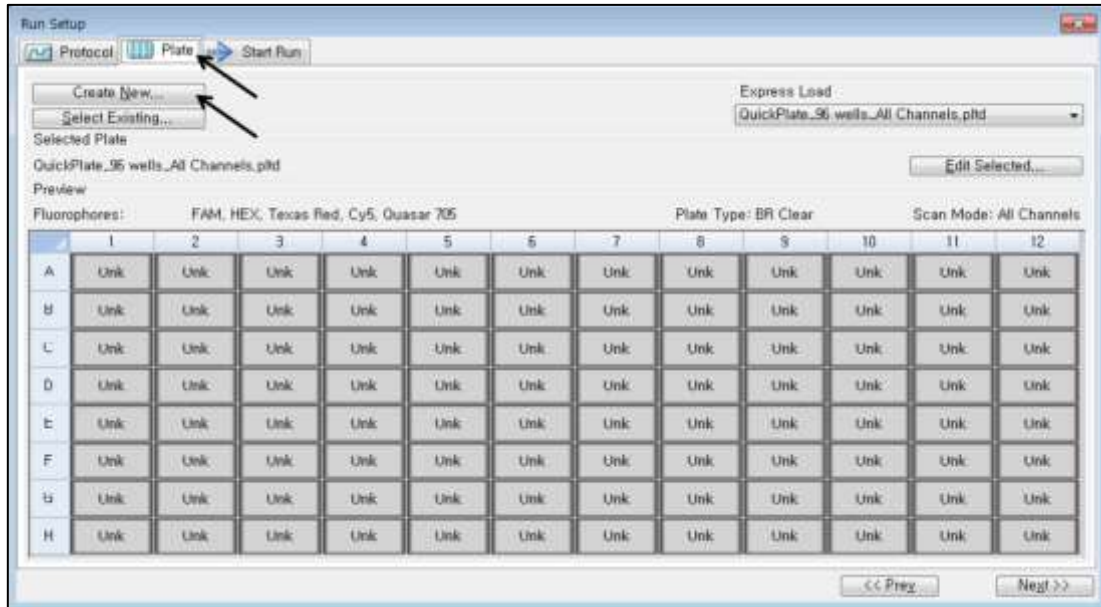 Run Setup
Protocol Plate Start Run
Create New... Express Load
Select Existing... QuickPlate_96 wells_All Channels.pltd
Selected Plate
QuickPlate_96 wells_All Channels.pltd Edit Selected...
Preview
Fluorophores: FAM, HEX, Texas Red, Cy5, Quasar 705 Plate Type: BR Clear Scan Mode: All Channels
1 2 3 4 5 6 7 8 9 10 11 12
A Unk Unk Unk Unk Unk Unk Unk Unk Unk Unk Unk Unk
B Unk Unk Unk Unk Unk Unk Unk Unk Unk Unk Unk Unk
C Unk Unk Unk Unk Unk Unk Unk Unk Unk Unk Unk Unk
D Unk Unk Unk Unk Unk Unk Unk Unk Unk Unk Unk Unk
E Unk Unk Unk Unk Unk Unk Unk Unk Unk Unk Unk Unk
F Unk Unk Unk Unk Unk Unk Unk Unk Unk Unk Unk Unk
G Unk Unk Unk Unk Unk Unk Unk Unk Unk Unk Unk Unk
H Unk Unk Unk Unk Unk Unk Unk Unk Unk Unk Unk Unk
<< Prev Next >>